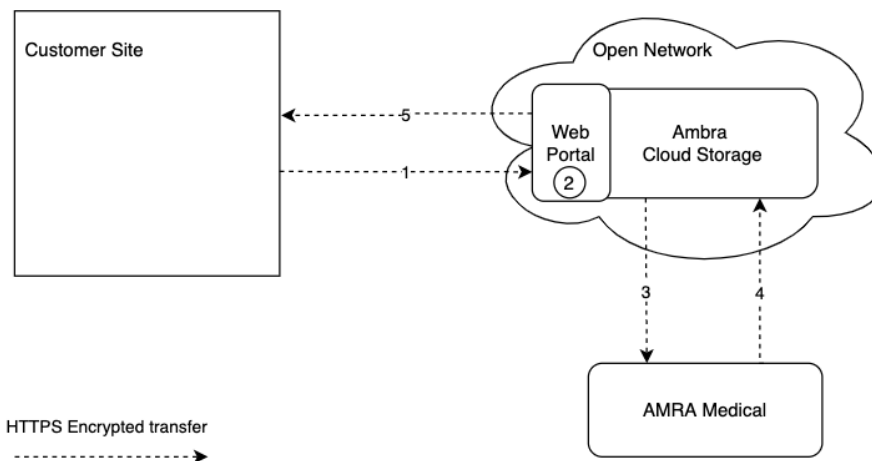 Customer Site
Open Network
5
Web
Portal
2
Ambra
Cloud Storage
1
3
4
AMRA Medical
HTTPS Encrypted transfer